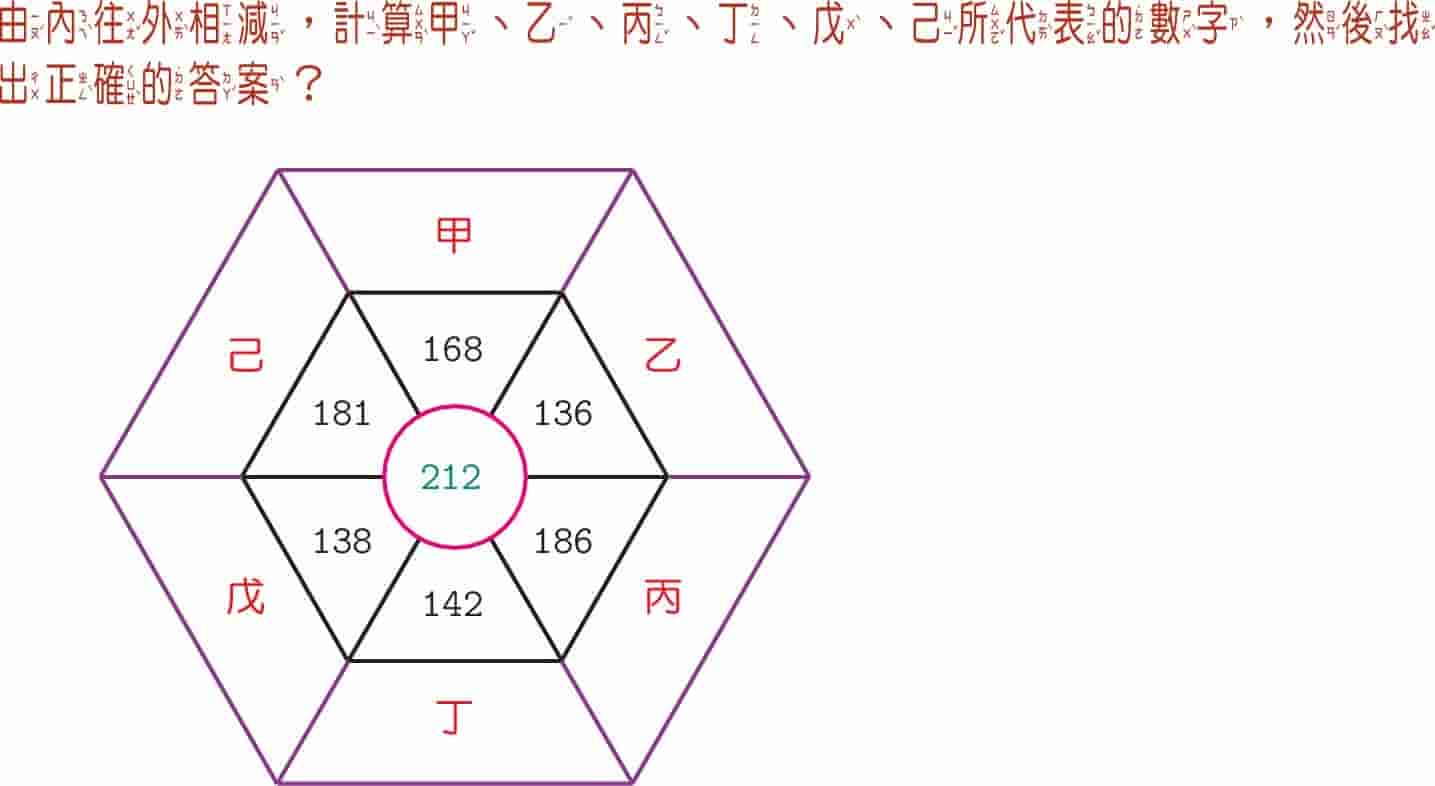 由內往外相減，計算甲、乙、丙、丁、戊、己所代表的數字，然後找
出正確的答案？
甲
己
乙
168
181
136
212
138
186
142
戊
丙
丁